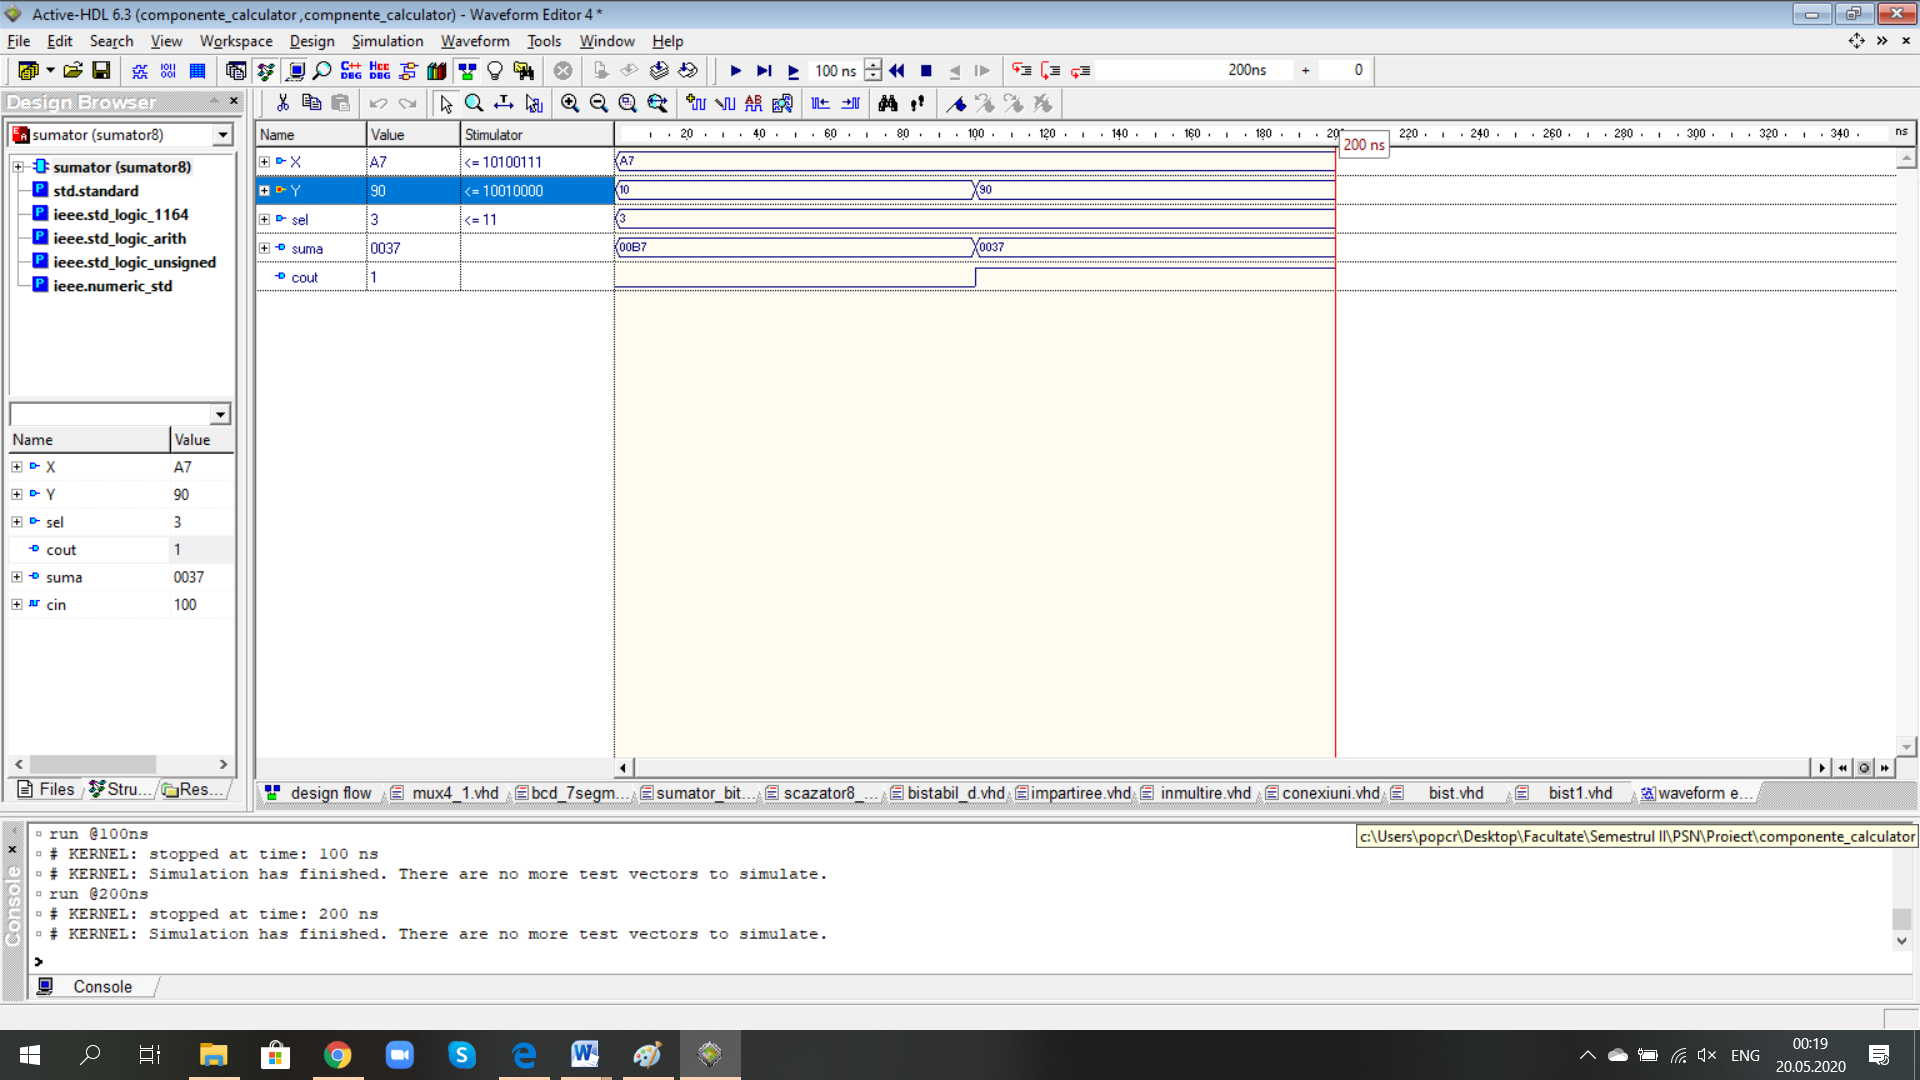 Active-HDL 6.3 (componente_calculator ,compnente_calculator) - Waveform Editor 4 *
File Edit Search View Workspace Design Simulation Waveform Tools Window Help
C++ DBG HCC DBG 100 ns 200ns + 0
Design Browser
sumator (sumator8)
sumator (sumator8)
std.standard
ieee.std_logic_1164
ieee.std_logic_arith
ieee.std_logic_unsigned
ieee.numeric_std
Name Value
X A7
Y 90
sel 3
cout 1
suma 0037
cin 100
Files Stru... Res...
Name Value Stimulator 20 40 60 80 100 120 140 160 180 220 240 260 280 300 320 340 ns
200 ns
X A7 <= 10100111 A7
Y 90 <= 10010000 10 90
sel 3 <= 11 3
suma 0037 00B7 0037
cout 1
design flow mux4_1.vhd bcd_7segm... sumator_bit... scazator8_... bistabil_d.vhd impartiree.vhd inmultire.vhd conexiuni.vhd bist.vhd bist1.vhd waveform e...
c:\Users\popcr\Desktop\Facultate\Semestrul II\PSN\Proiect\componente_calculator
Console
run @100ns
# KERNEL: stopped at time: 100 ns
# KERNEL: Simulation has finished. There are no more test vectors to simulate.
run @200ns
# KERNEL: stopped at time: 200 ns
# KERNEL: Simulation has finished. There are no more test vectors to simulate.
>
Console
ENG
00:19
20.05.2020